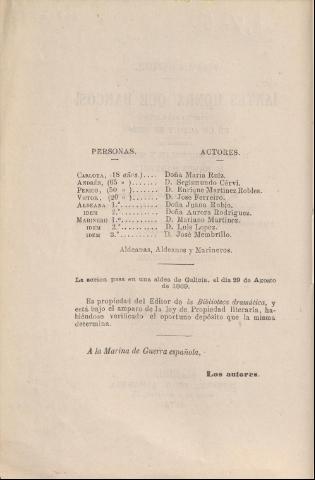 PERSONAS. ACTORES.
CARLOTA, (18 años.).... Doña María Ruiz.
ANDRÉS, (65 » )...... D. Segismundo Cérvi.
PERICO, (50 » )...... D. Enrique Martinez Robles.
VICTOR, (20 » )...... D. José Ferreiro.
ALDEANA 1.ª........... Doña Juana Rubio.
IDEM 2.ª........... Doña Aurora Rodriguez.
MARINERO 1.º......... D. Mariano Martinez.
IDEM 2.º........... D. Luis Lopez.
IDEM 3.º........... D. José Membrillo.
Aldeanas, Aldeanos y Marineros.
La accion pasa en una aldea de Galicia, el dia 29 de Agosto
de 1869.
Es propiedad del Editor de la Biblioteca dramática, y
está bajo el amparo de la ley de Propiedad literaria, ha-
biéndose verificado el oportuno depósito que la misma
determina.
A la Marina de Guerra española,
Los autores.